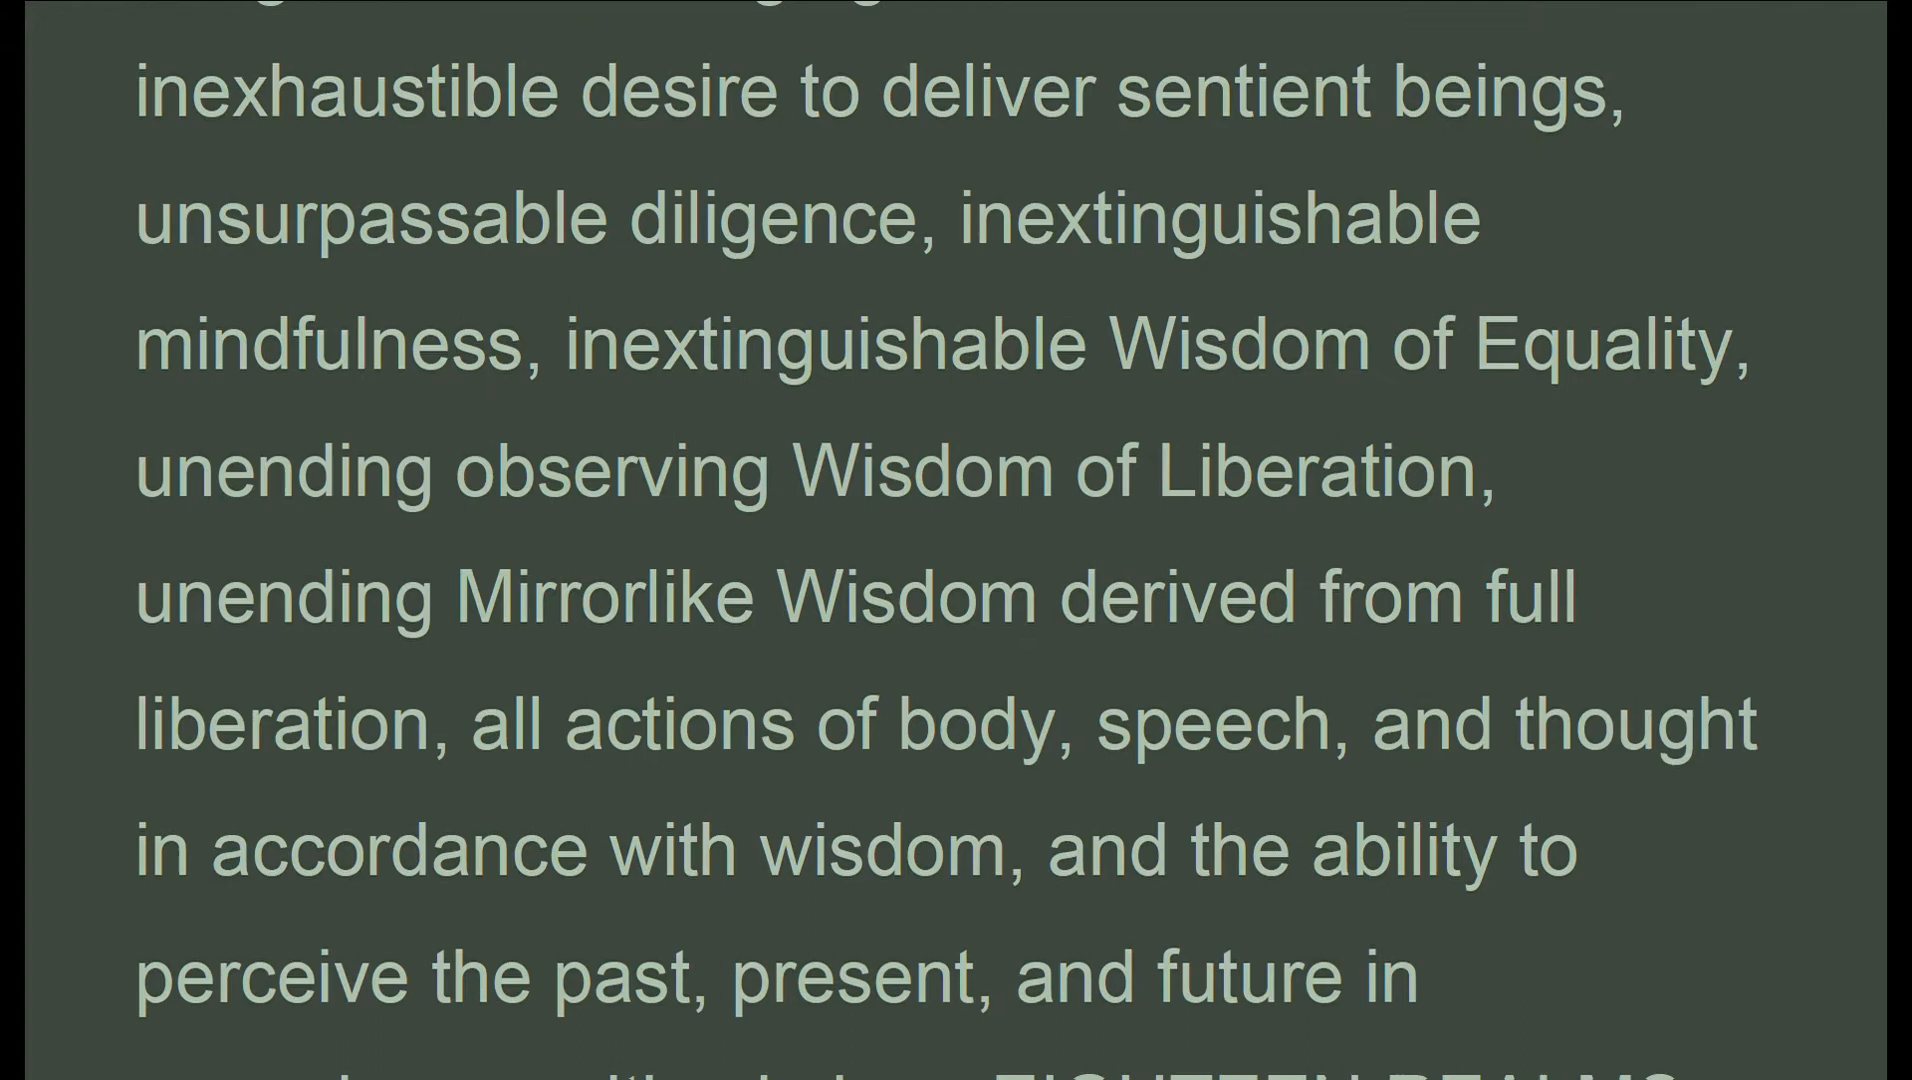 inexhaustible desire to deliver sentient beings,
unsurpassable diligence, inextinguishable
mindfulness, inextinguishable Wisdom of Equality,
unending observing Wisdom of Liberation,
unending Mirrorlike Wisdom derived from full
liberation, all actions of body, speech, and thought
in accordance with wisdom, and the ability to
perceive the past, present, and future in
EIGHTEEN REALMS